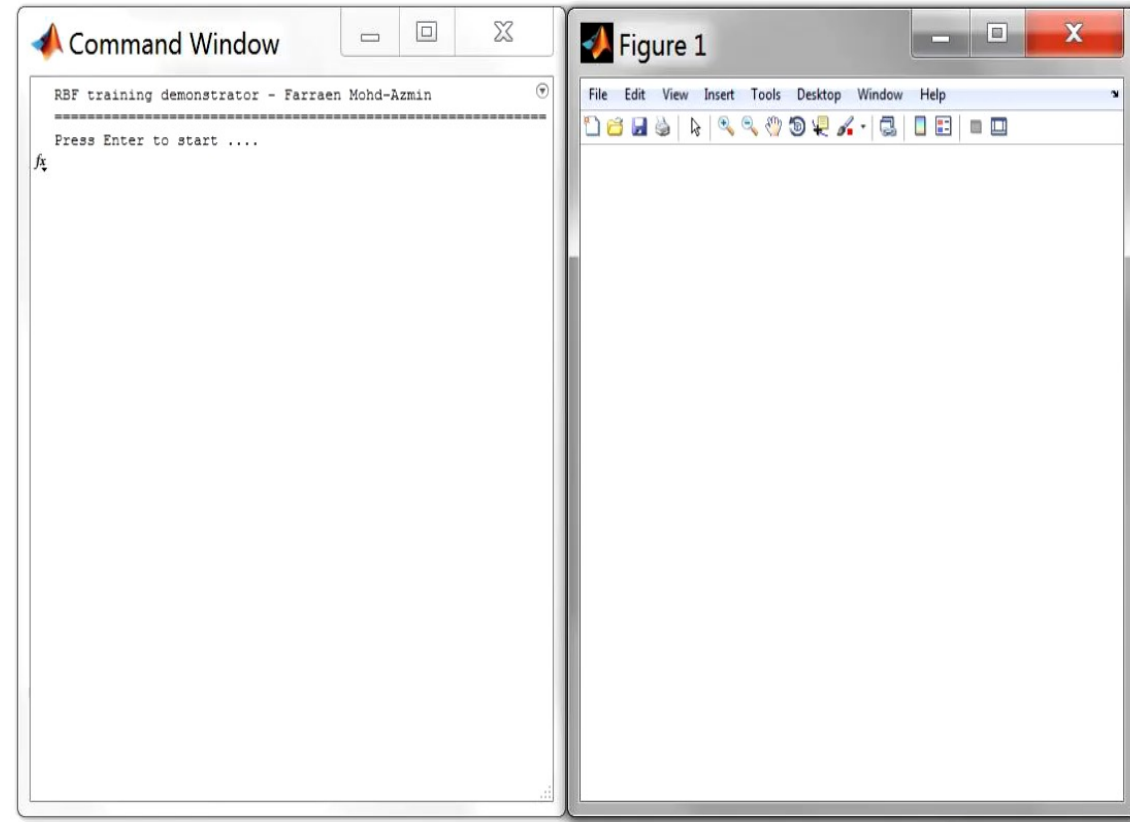 Command Window
RBF training demonstrator - Farraen Mohd-Azmin
============================================================
Press Enter to start ....
fx
Figure 1
File Edit View Insert Tools Desktop Window Help